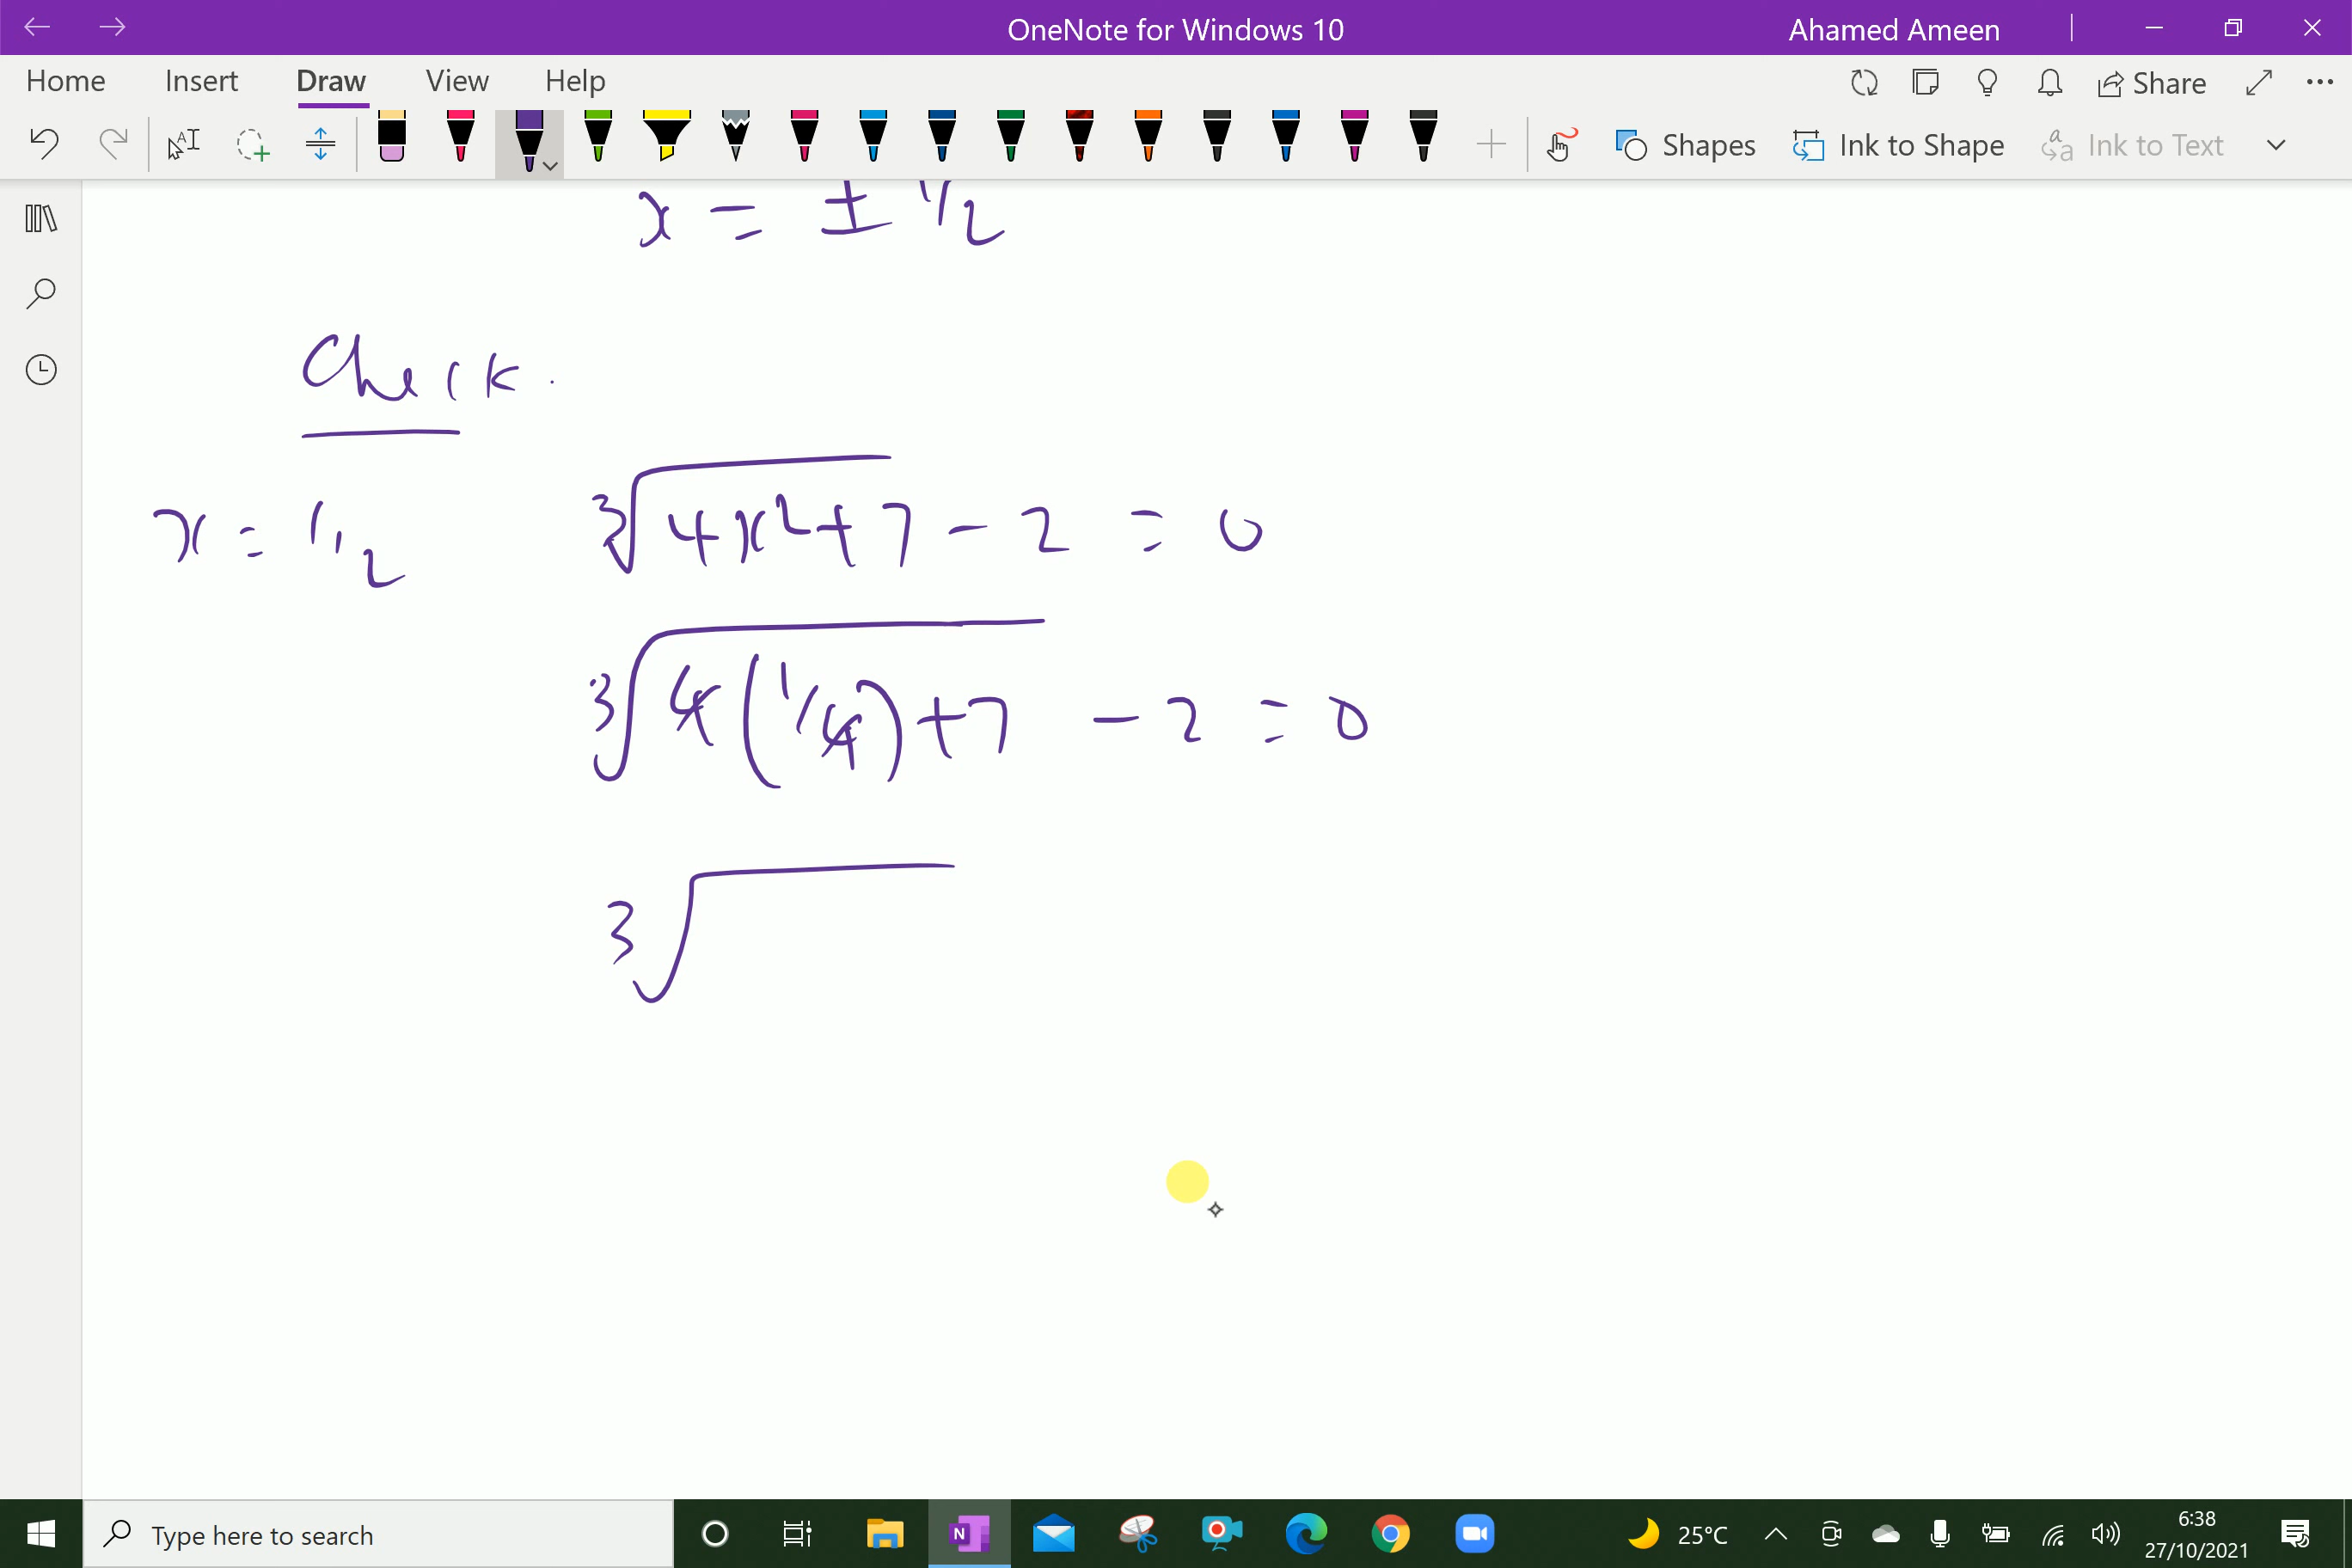 OneNote for Windows 10 Ahamed Ameen
Home Insert Draw View Help Share
Shapes Ink to Shape Ink to Text
x = ± 1/2
Check.
x = 1/2 ∛4x²+7 - 2 = 0
∛4(1/4)+7 - 2 = 0
3√
Type here to search 25°C 6:38
27/10/2021